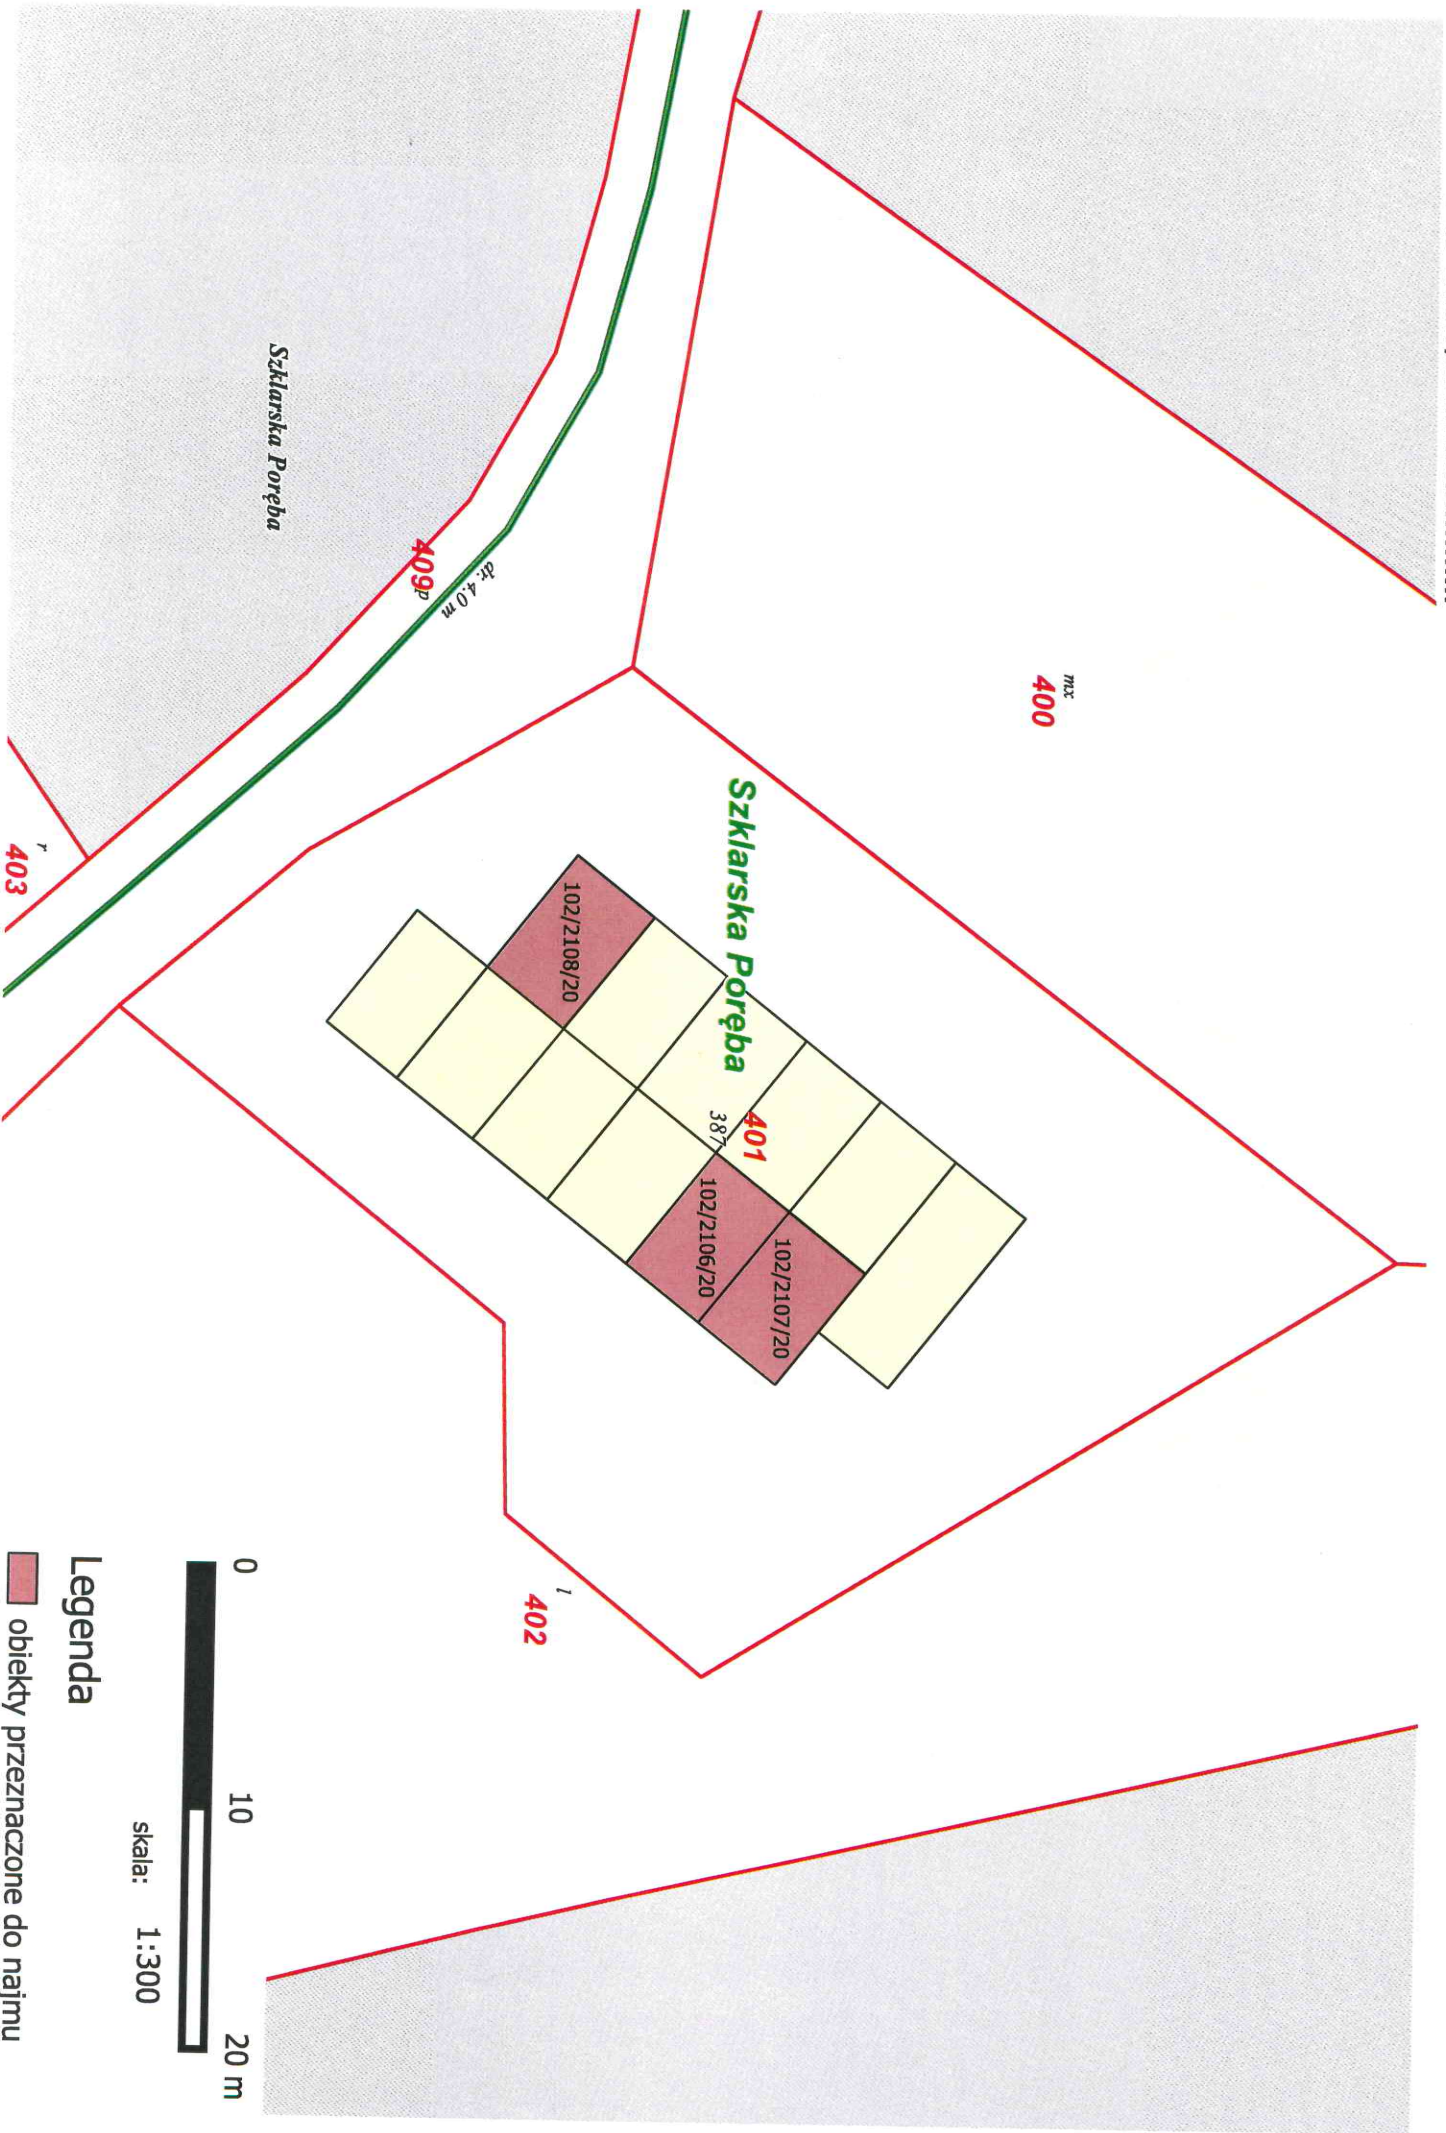 mx
400
Szklarska Poręba
dr. 4.0 m
409
p
Szklarska Poręba
401
387
102/2108/20
102/2107/20
102/2106/20
r
403
l
402
0 10 20 m
skala: 1:300
Legenda
obiekty przeznaczone do najmu